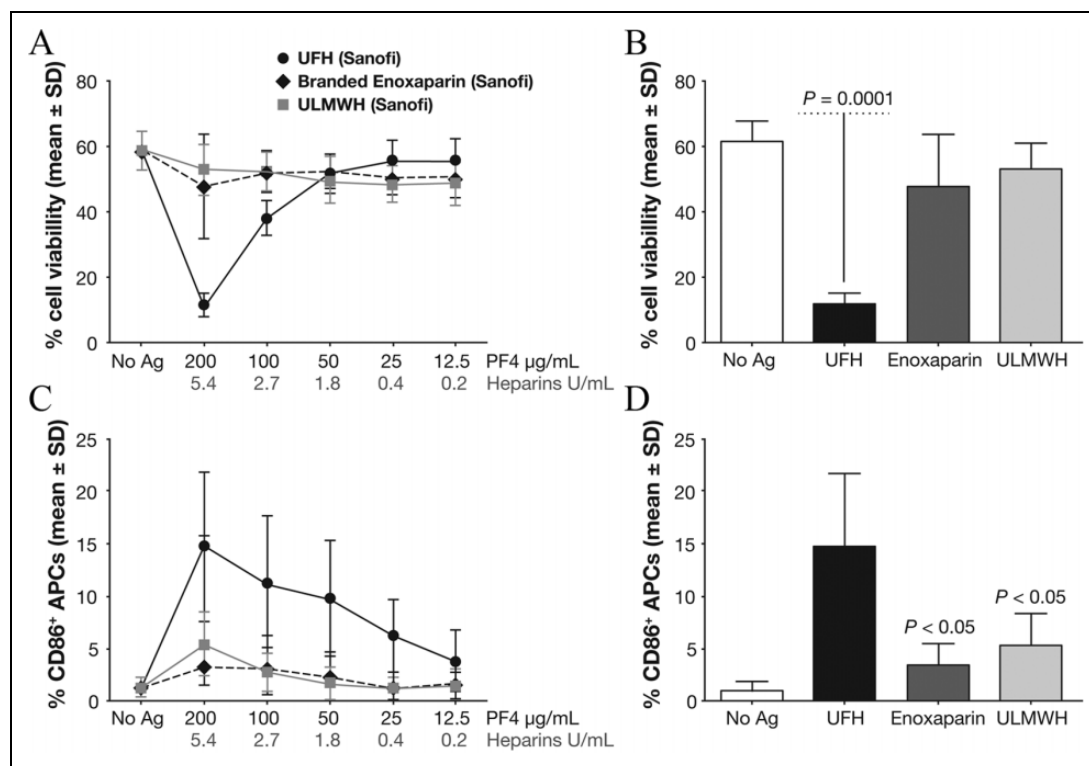 A
UFH (Sanofi)
Branded Enoxaparin (Sanofi)
ULMWH (Sanofi)
% cell viabillity (mean ± SD)
80
60
40
20
0
No Ag 200 100 50 25 12.5 PF4 µg/mL
5.4 2.7 1.8 0.4 0.2 Heparins U/mL
B
% cell viability (mean ± SD)
80
60
40
20
0
P = 0.0001
No Ag UFH Enoxaparin ULMWH
C
% CD86+ APCs (mean ± SD)
25
20
15
10
5
0
No Ag 200 100 50 25 12.5 PF4 µg/mL
5.4 2.7 1.8 0.4 0.2 Heparins U/mL
D
% CD86+ APCs (mean ± SD)
25
20
15
10
5
0
P < 0.05
P < 0.05
No Ag UFH Enoxaparin ULMWH